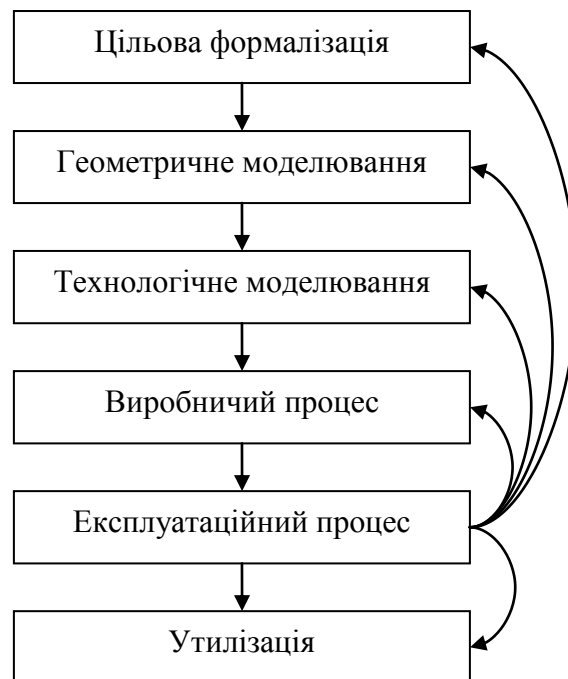 Цільова формалізація
Геометричне моделювання
Технологічне моделювання
Виробничий процес
Експлуатаційний процес
Утилізація